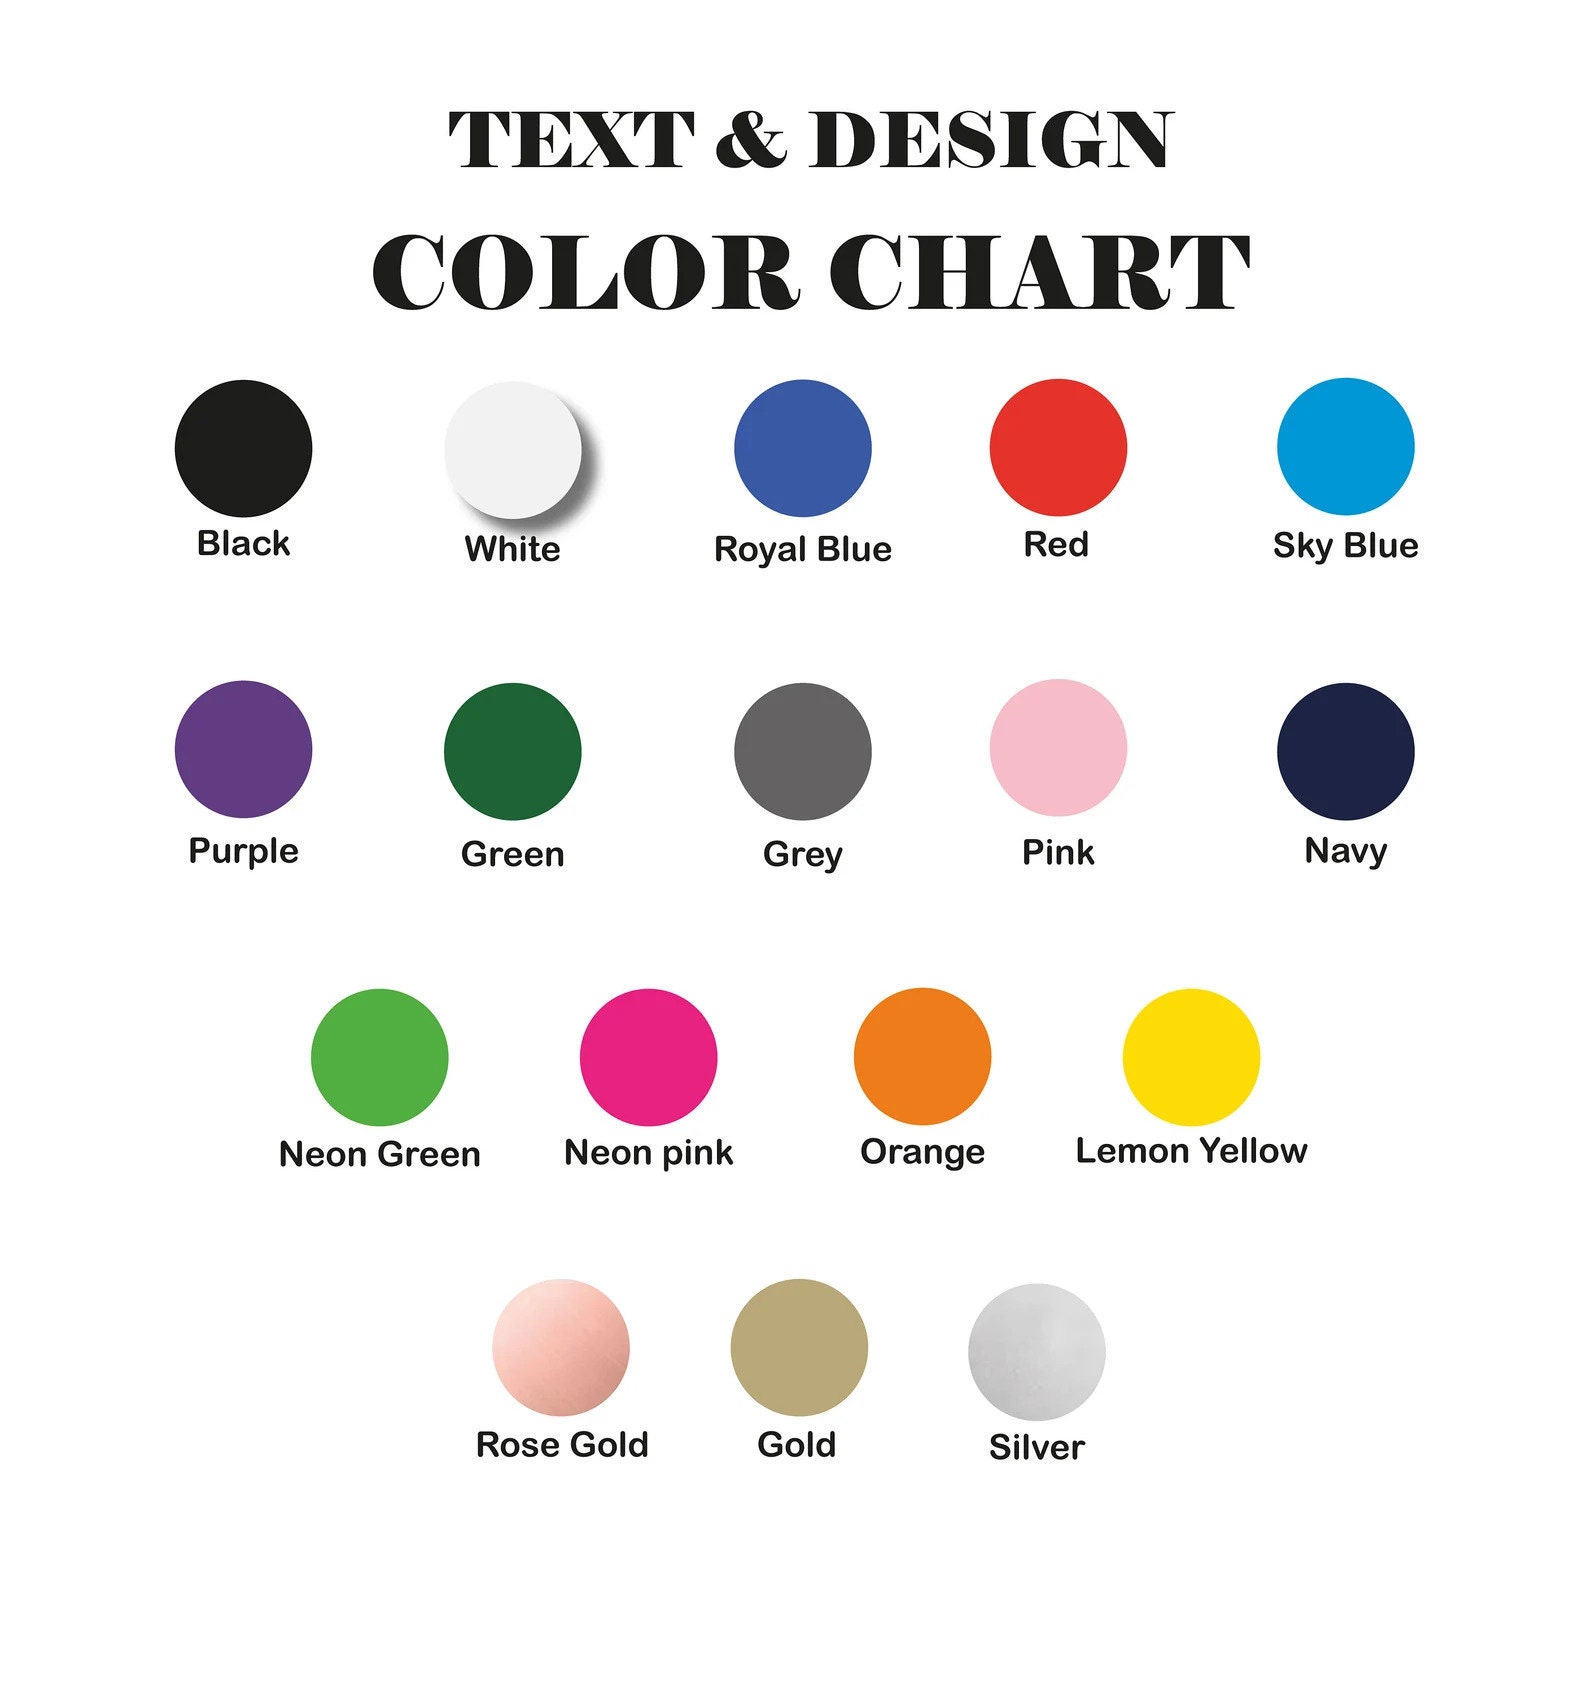 TEXT & DESIGN
COLOR CHART
Black White Royal Blue Red Sky Blue
Purple Green Grey Pink Navy
Neon Green Neon pink Orange Lemon Yellow
Rose Gold Gold Silver